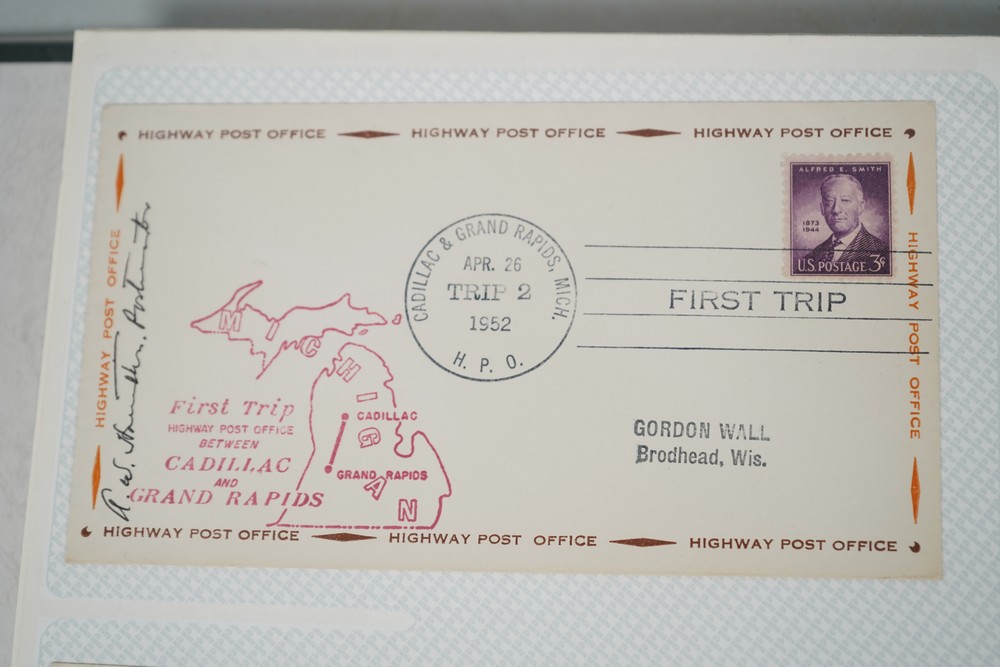 HIGHWAY POST OFFICE HIGHWAY POST OFFICE HIGHWAY POST OFFICE
HIGHWAY POST OFFICE
Postmaster
ALFRED E. SMITH
1873
1944
U.S. POSTAGE 3¢
HIGHWAY POST OFFICE
CADILLAC & GRAND RAPIDS, MICH.
APR. 26
TRIP 2
1952
H. P. O.
FIRST TRIP
MICHIGAN
First Trip
HIGHWAY POST OFFICE
BETWEEN
CADILLAC
AND
GRAND RAPIDS
CADILLAC
GRAND RAPIDS
GORDON WALL
Brodhead, Wis.
HIGHWAY POST OFFICE HIGHWAY POST OFFICE HIGHWAY POST OFFICE